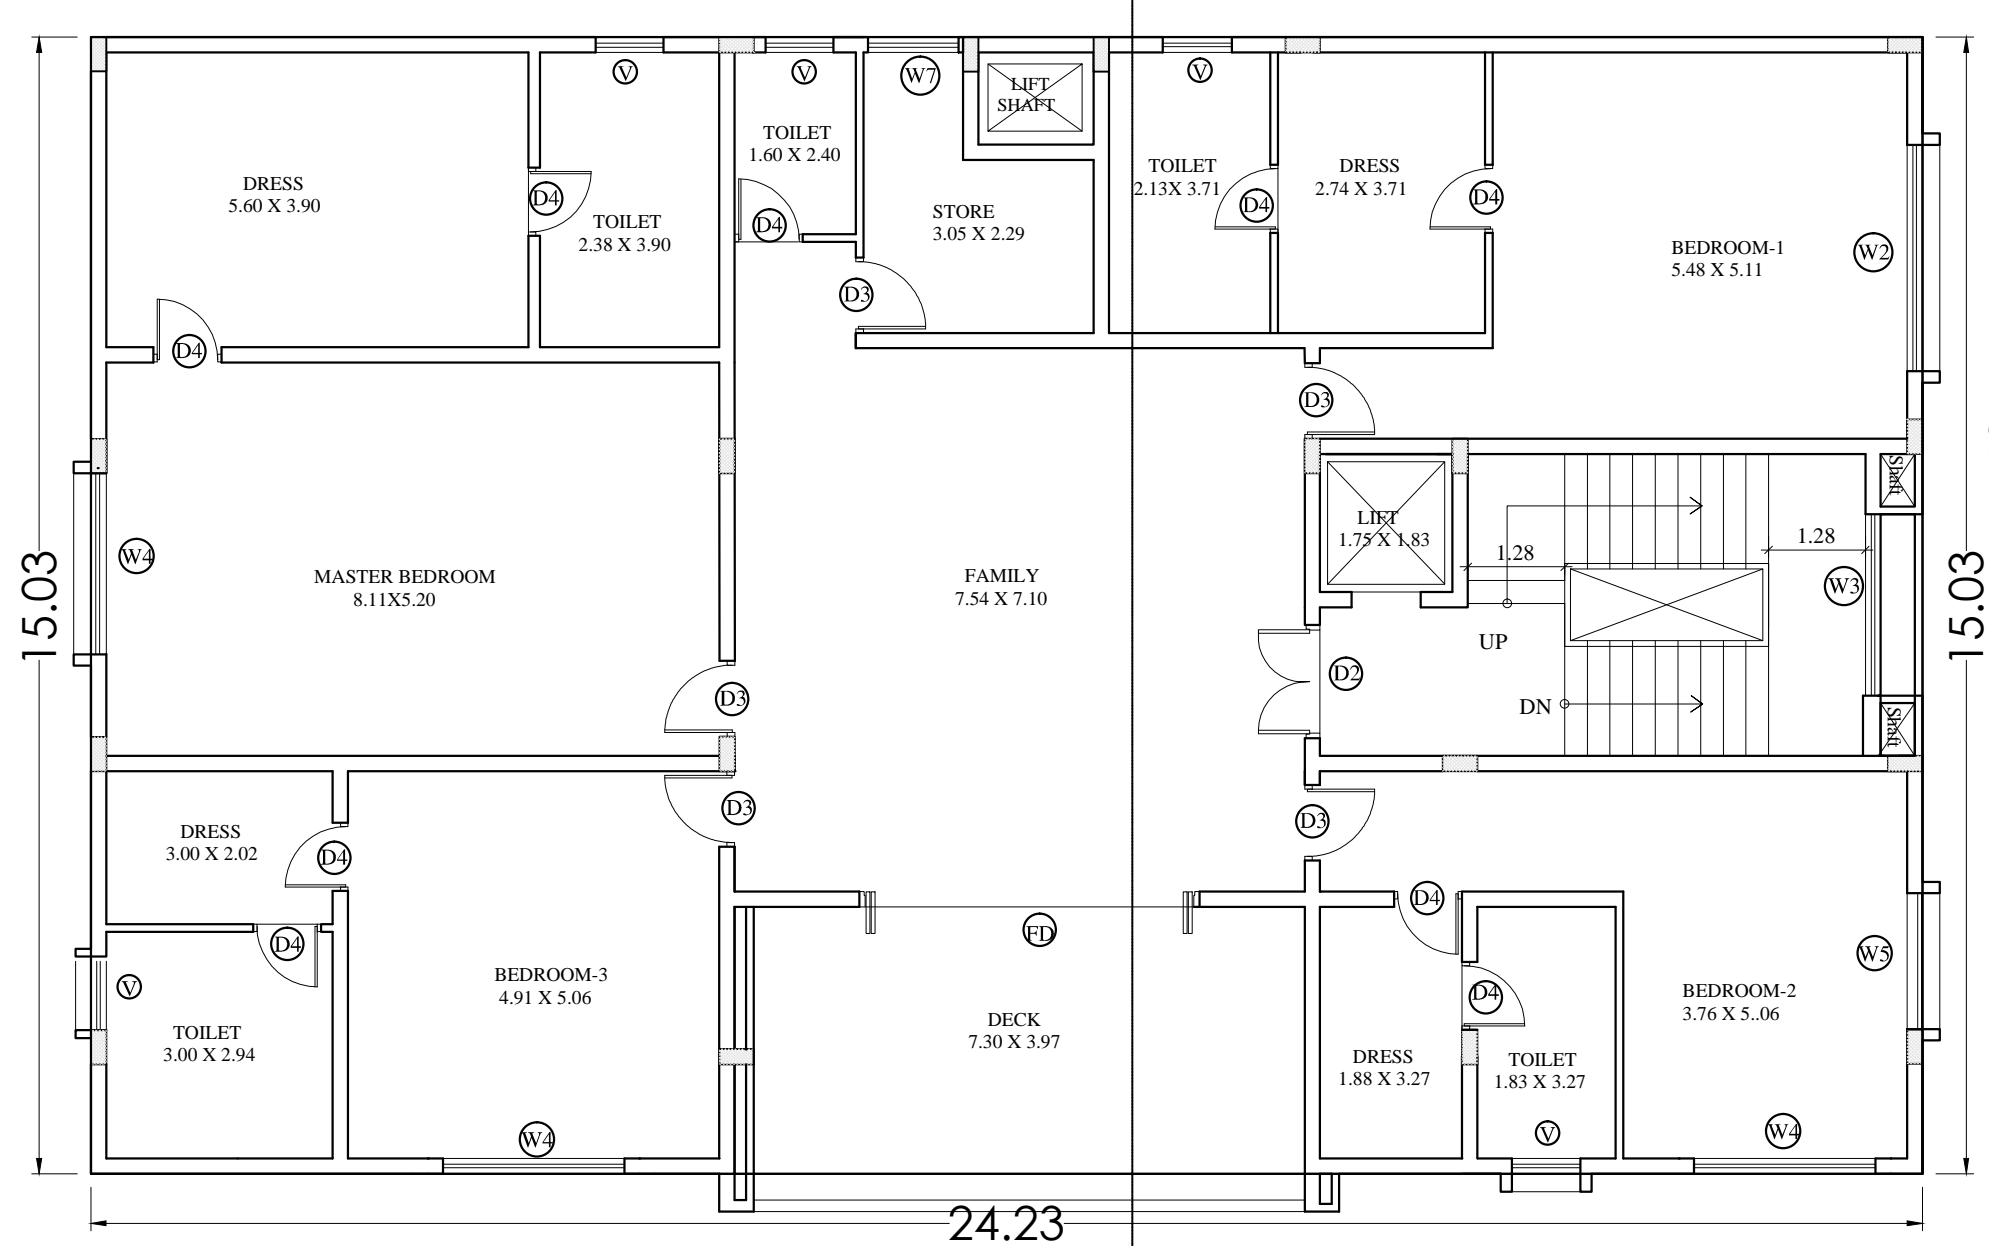 V
V
W7
LIFT
SHAFT
V
TOILET
1.60 X 2.40
DRESS
5.60 X 3.90
D4
TOILET
2.38 X 3.90
D4
STORE
3.05 X 2.29
TOILET
2.13X 3.71
D4
DRESS
2.74 X 3.71
D4
BEDROOM-1
5.48 X 5.11
W2
D3
D4
D3
Shaft
LIFT
1.75 X 1.83
1.28
1.28
W4
MASTER BEDROOM
8.11X5.20
FAMILY
7.54 X 7.10
W3
15.03
15.03
UP
D2
DN
Shaft
D3
D3
D3
DRESS
3.00 X 2.02
D4
D4
D4
FD
W5
V
BEDROOM-3
4.91 X 5.06
D4
BEDROOM-2
3.76 X 5..06
TOILET
3.00 X 2.94
DECK
7.30 X 3.97
DRESS
1.88 X 3.27
TOILET
1.83 X 3.27
W4
V
W4
24.23